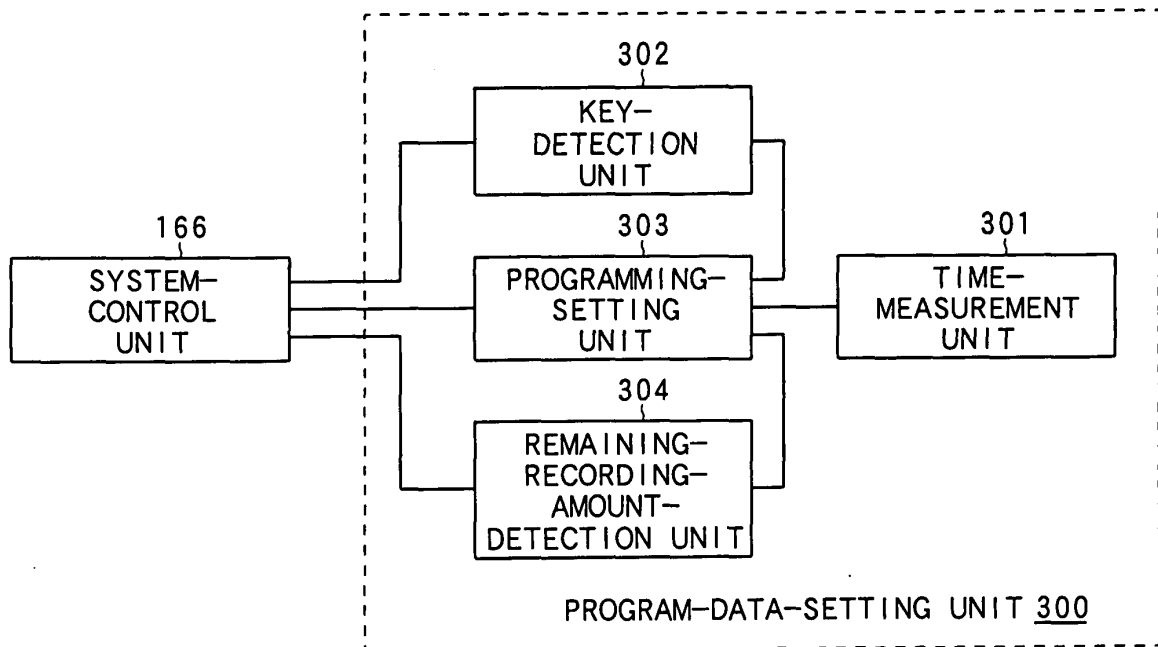 302
KEY-
DETECTION
UNIT
166
SYSTEM-
CONTROL
UNIT
303
PROGRAMMING-
SETTING
UNIT
301
TIME-
MEASUREMENT
UNIT
304
REMAINING-
RECORDING-
AMOUNT-
DETECTION UNIT
PROGRAM-DATA-SETTING UNIT 300